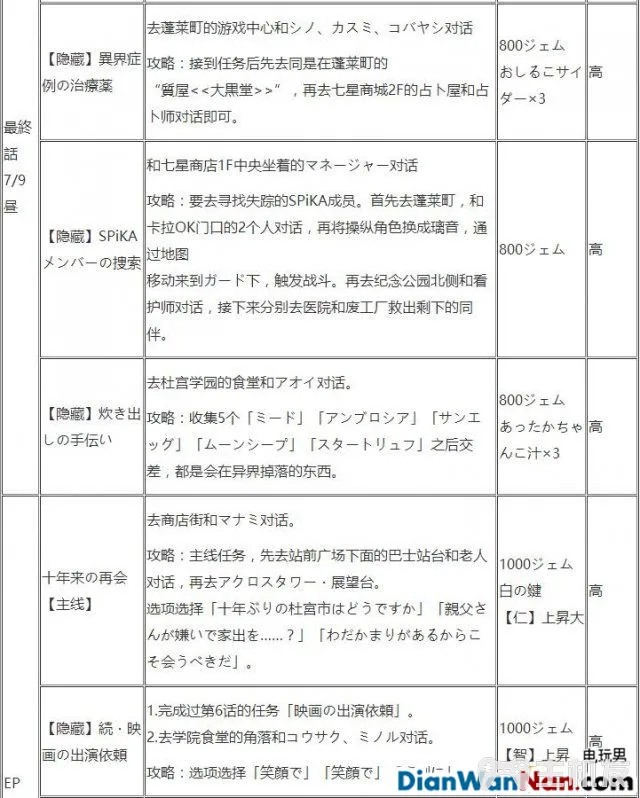 最終
話
7/9
昼
【隐藏】異界症
例の治療薬
去蓬莱町的游戏中心和シノ、カスミ、コバヤシ对话
攻略：接到任务后先去同是在蓬莱町的
“質屋<<大黒堂>>”，再去七星商城2F的占卜屋和占
卜师对话即可。
800ジェム
おしるこサイ
ダー×3
高
【隐藏】SPiKA
メンバーの捜索
和七星商店1F中央坐着的マネージャー对话
攻略：要去寻找失踪的SPiKA成员。首先去蓬莱町，和
卡拉OK门口的2个人对话，再将操纵角色换成璃音，通
过地图
移动来到ガード下，触发战斗。再去纪念公园北侧和看
护师对话，接下来分别去医院和废工厂救出剩下的同
伴。
800ジェム
高
【隐藏】炊き出
しの手伝い
去杜宫学园的食堂和アオイ对话。
攻略：收集5个「ミード」「アンブロシア」「サンエ
ッグ」「ムーンシープ」「スタートリュフ」之后交
差，都是会在异界掉落的东西。
800ジェム
あったかちゃ
んこ汁×3
高
EP
十年来の再会
【主线】
去商店街和マナミ对话。
攻略：主线任务，先去站前广场下面的巴士站台和老人
对话，再去アクロスタワー・展望台。
选项选择「十年ぶりの杜宮市はどうですか」「親父さ
んが嫌いで家出を……？」「わだかまりがあるからこ
そ会うべきだ」。
1000ジェム
白の鍵
【仁】上昇大
高
【隐藏】続・映
画の出演依頼
1.完成过第6话的任务「映画の出演依頼」。
2.去学院食堂的角落和コウサク、ミノル对话。
攻略：选项选择「笑顔で」「笑顔で」
1000ジェム
【智】上昇
高
电玩男
DianWanNan.com